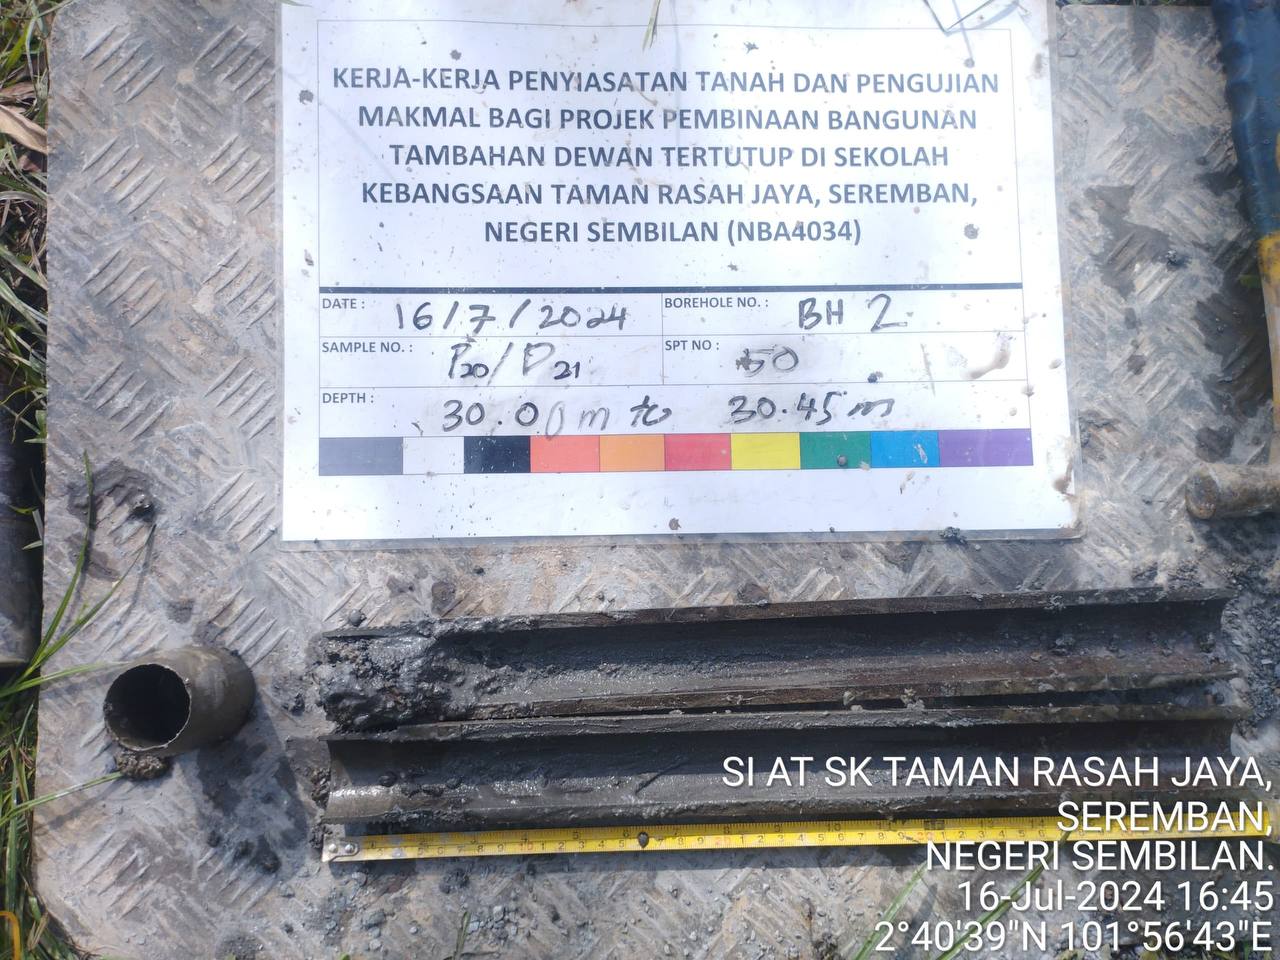 KERJA-KERJA PENYIASATAN TANAH DAN PENGUJIAN
MAKMAL BAGI PROJEK PEMBINAAN BANGUNAN
TAMBAHAN DEWAN TERTUTUP DI SEKOLAH
KEBANGSAAN TAMAN RASAH JAYA, SEREMBAN,
NEGERI SEMBILAN (NBA4034)
DATE : 16/7/2024 BOREHOLE NO. : BH 2
SAMPLE NO. : P20/D21 SPT NO : 50
DEPTH : 30.00m to 30.45m
SI AT SK TAMAN RASAH JAYA,
SEREMBAN,
NEGERI SEMBILAN.
16-Jul-2024 16:45
2°40'39"N 101°56'43"E